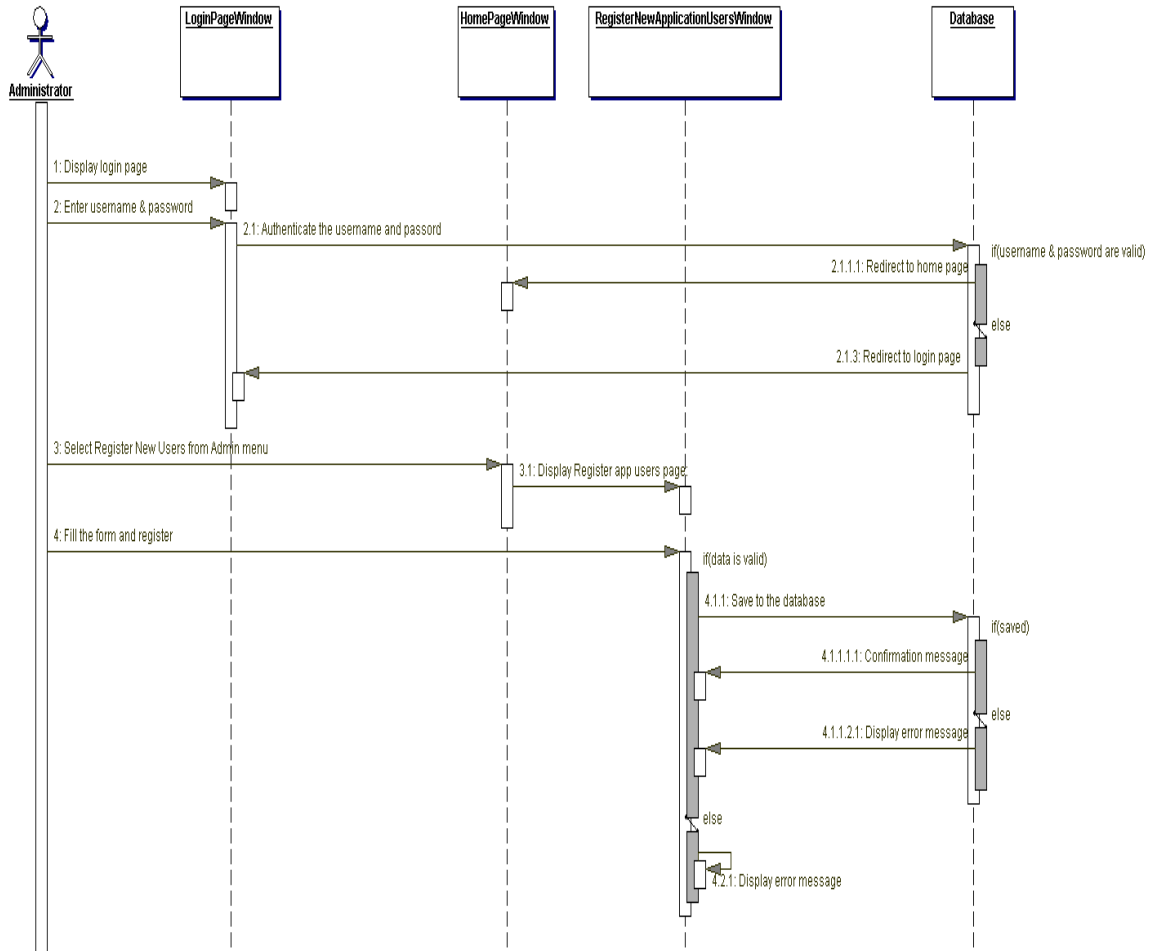 LoginPageWindow
HomePageWindow
RegisterNewApplicationUsersWindow
Database
Administrator
1: Display login page
2: Enter username & password
2.1: Authenticate the username and passord
if(username & password are valid)
2.1.1.1: Redirect to home page
else
2.1.3: Redirect to login page
3: Select Register New Users from Admin menu
3.1: Display Register app users page
4: Fill the form and register
if(data is valid)
4.1.1: Save to the database
if(saved)
4.1.1.1.1: Confirmation message
else
4.1.1.2.1: Display error message
else
4.2.1: Display error message